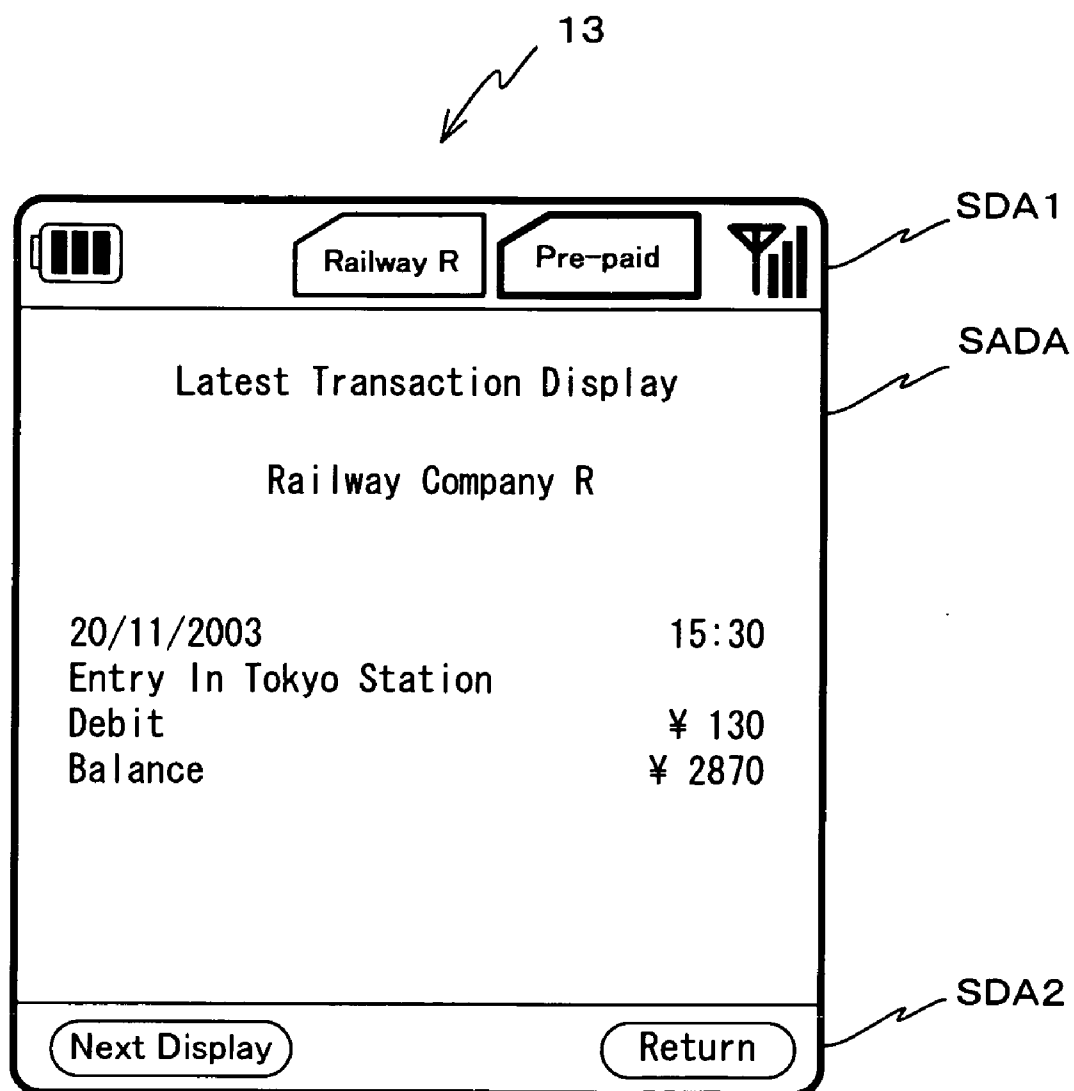 13
SDA1
Railway R Pre-paid
SADA
Latest Transaction Display
Railway Company R
20/11/2003 15:30
Entry In Tokyo Station
Debit ¥ 130
Balance ¥ 2870
SDA2
Next Display Return